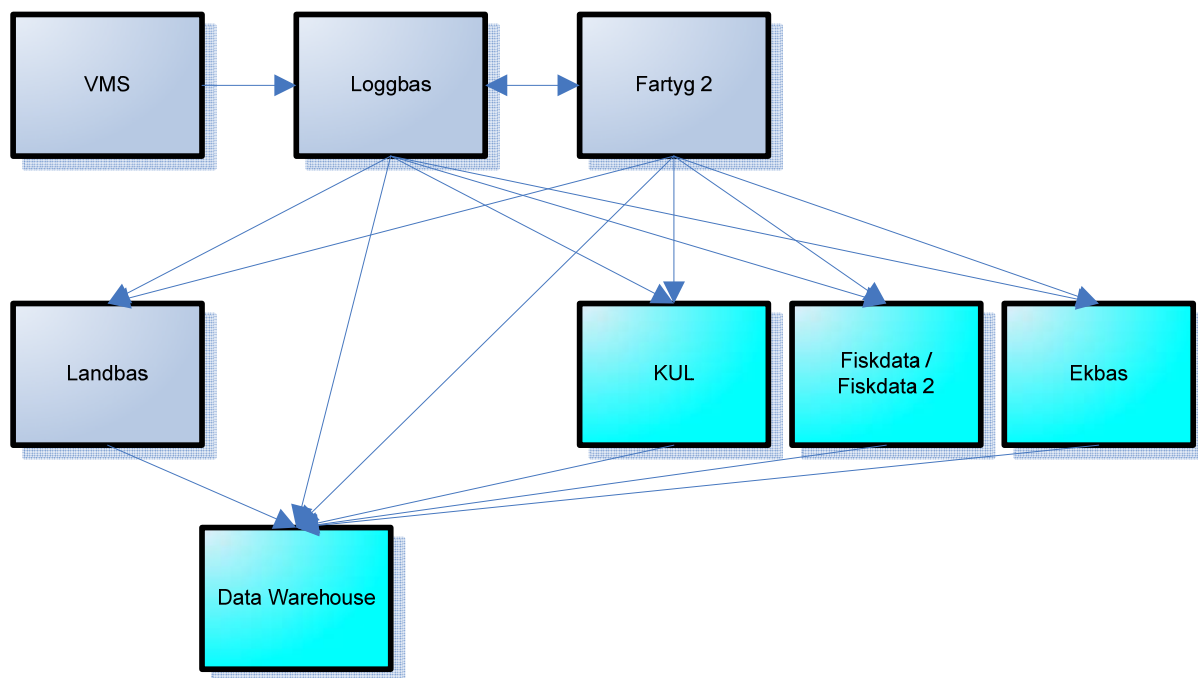 VMS
Loggbas
Fartyg 2
Landbas
KUL
Fiskdata /
Fiskdata 2
Ekbas
Data Warehouse